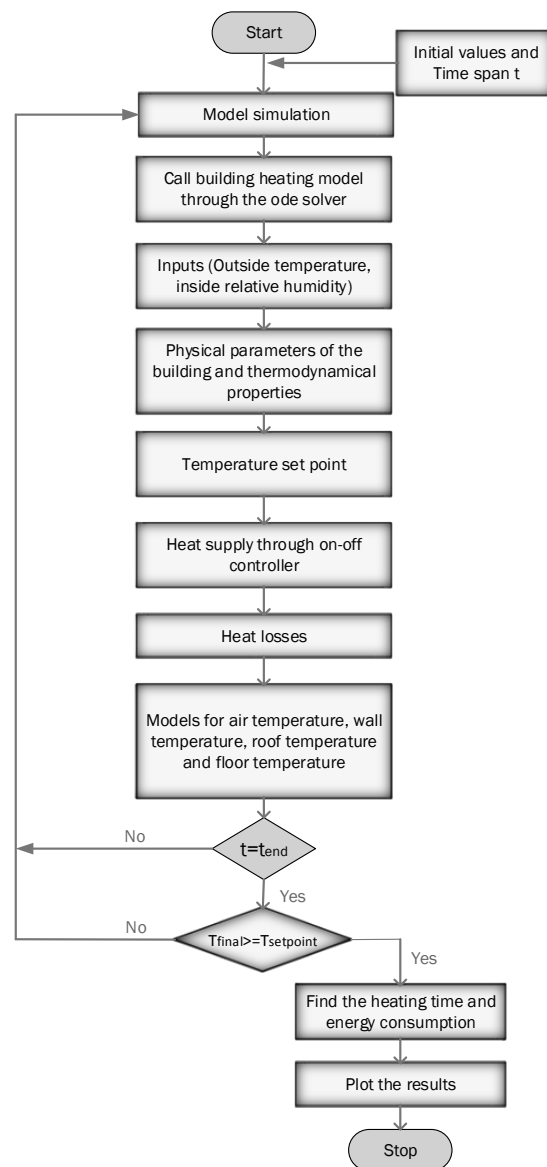 Start
Initial values and
Time span t
Model simulation
Call building heating model
through the ode solver
Inputs (Outside temperature,
inside relative humidity)
Physical parameters of the
building and thermodynamical
properties
Temperature set point
Heat supply through on-off
controller
Heat losses
Models for air temperature, wall
temperature, roof temperature
and floor temperature
No
t=tend
Yes
No
Tfinal>=Tsetpoint
Yes
Find the heating time and
energy consumption
Plot the results
Stop